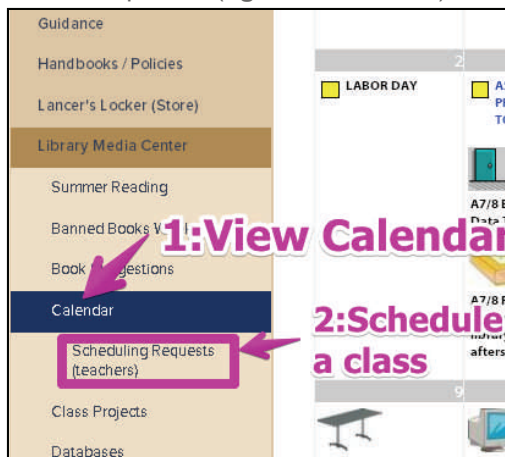 Guidance
Handbooks / Policies
Lancer's Locker (Store)
Library Media Center
Summer Reading
Banned Books
Book
Calendar
Scheduling Requests
(teachers)
Class Projects
Databases
1:View Calendar
2:Schedule
a class
2
LABOR DAY
A7/8
A7/8
afters
9